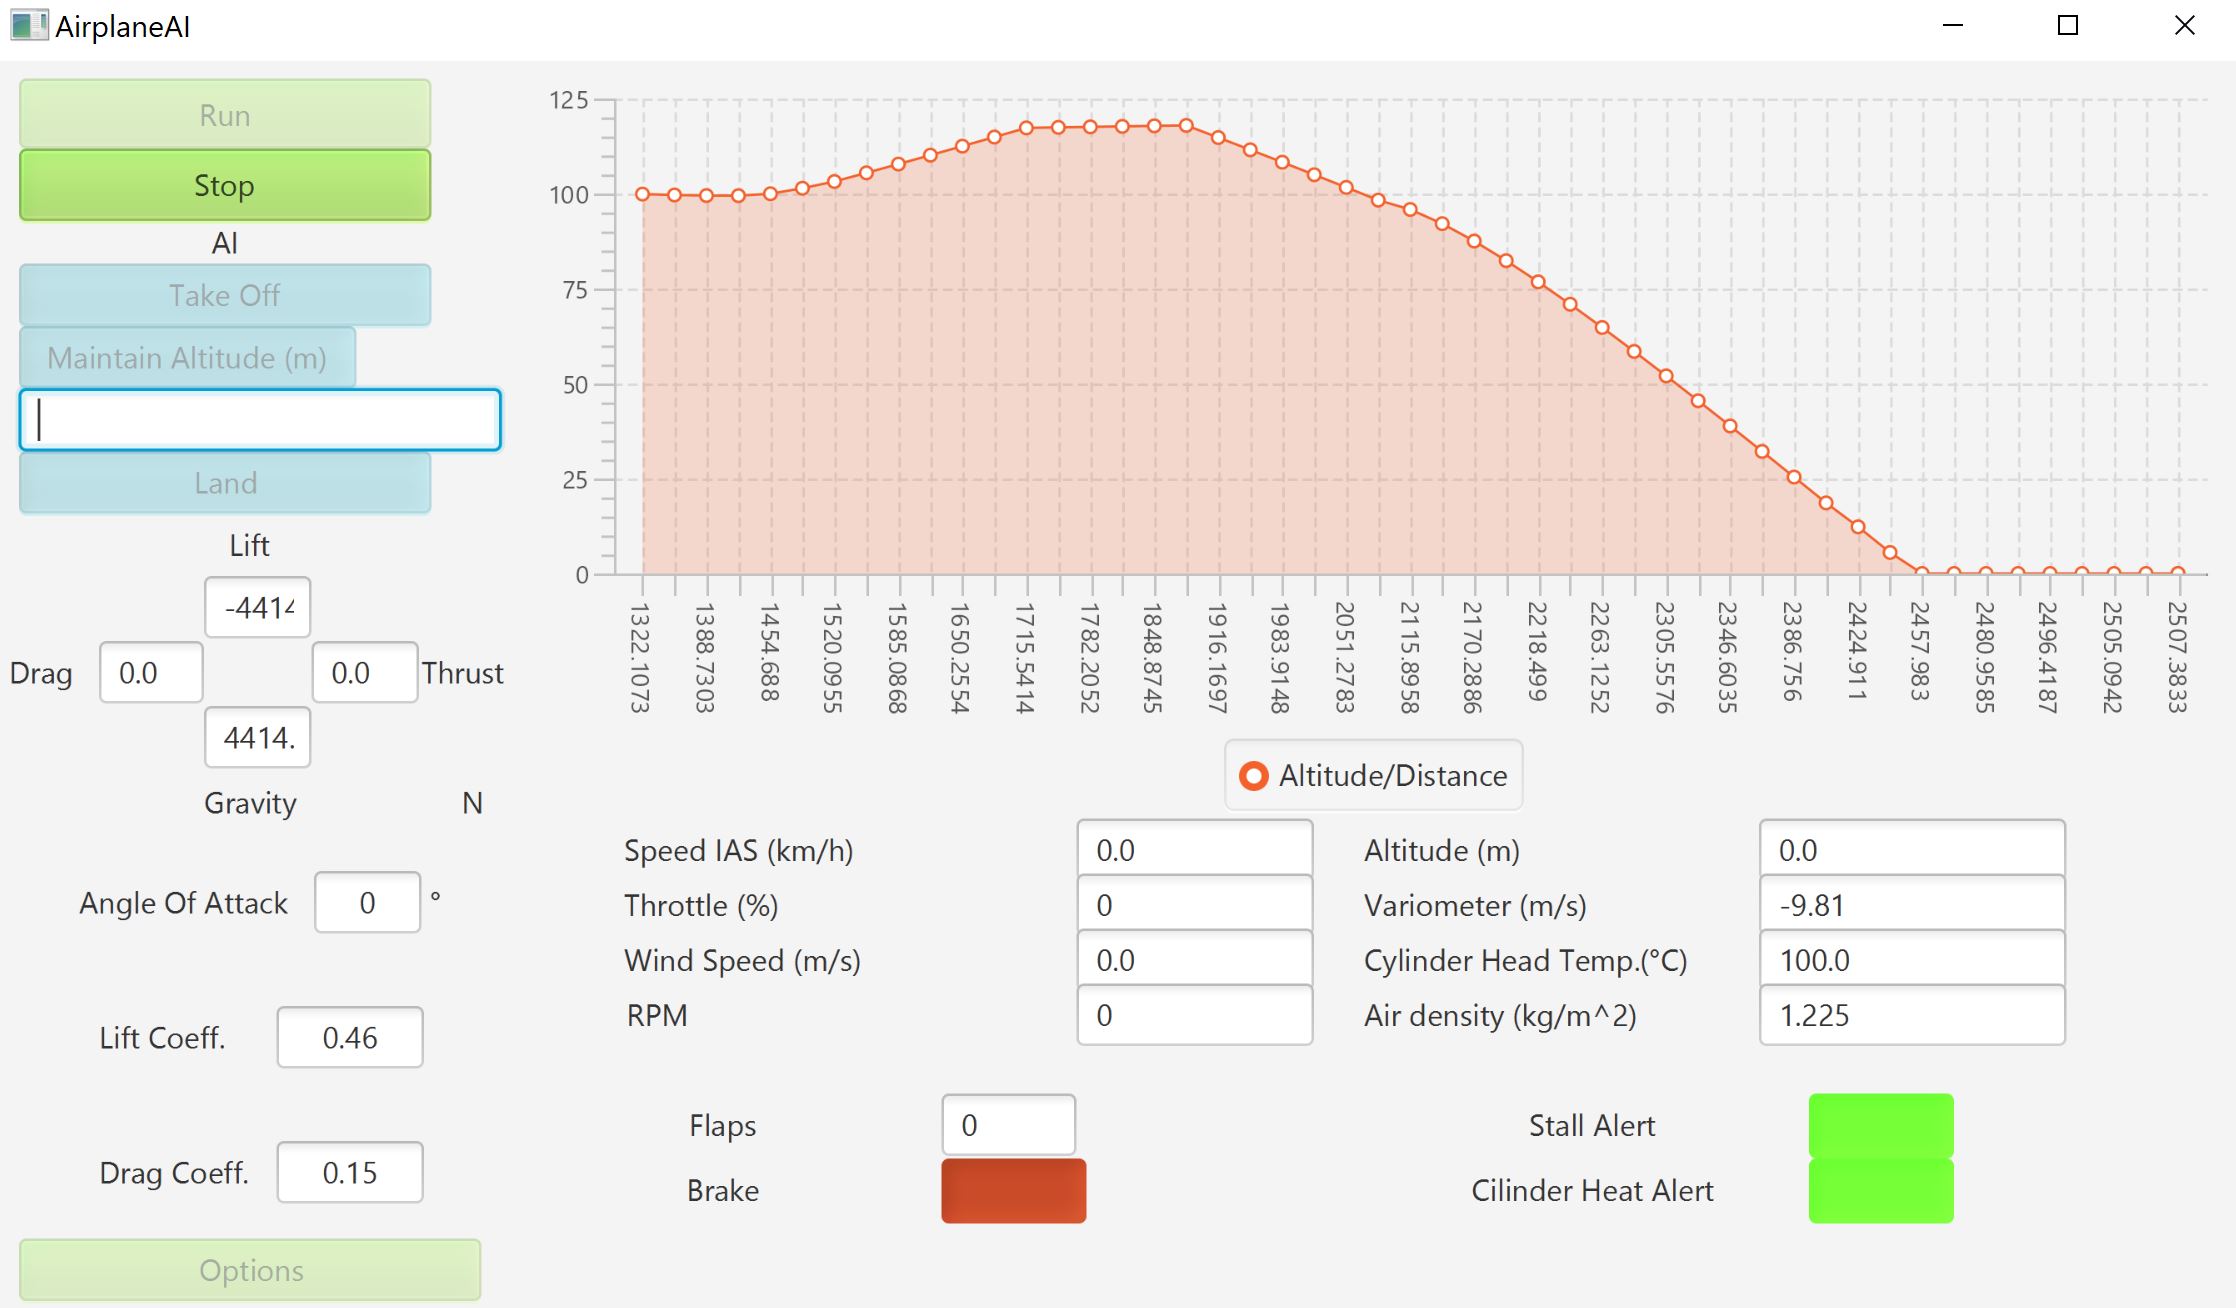 AirplaneAI
Run
Stop
AI
Take Off
Maintain Altitude (m)
Land
Lift
-4414
Drag 0.0 0.0 Thrust
4414.
Gravity N
Angle Of Attack 0 °
Lift Coeff. 0.46
Drag Coeff. 0.15
Options
125
100
75
50
25
0
1322.1073
1388.7303
1454.688
1520.0955
1585.0868
1650.2554
1715.5414
1782.2052
1848.8745
1916.1697
1983.9148
2051.2783
2115.8958
2170.2886
2218.499
2263.1252
2305.5576
2346.6035
2386.756
2424.911
2457.983
2480.9585
2496.4187
2505.0942
2507.3833
Altitude/Distance
Speed IAS (km/h) 0.0 Altitude (m) 0.0
Throttle (%) 0 Variometer (m/s) -9.81
Wind Speed (m/s) 0.0 Cylinder Head Temp.(°C) 100.0
RPM 0 Air density (kg/m^2) 1.225
Flaps 0 Stall Alert
Brake Cilinder Heat Alert